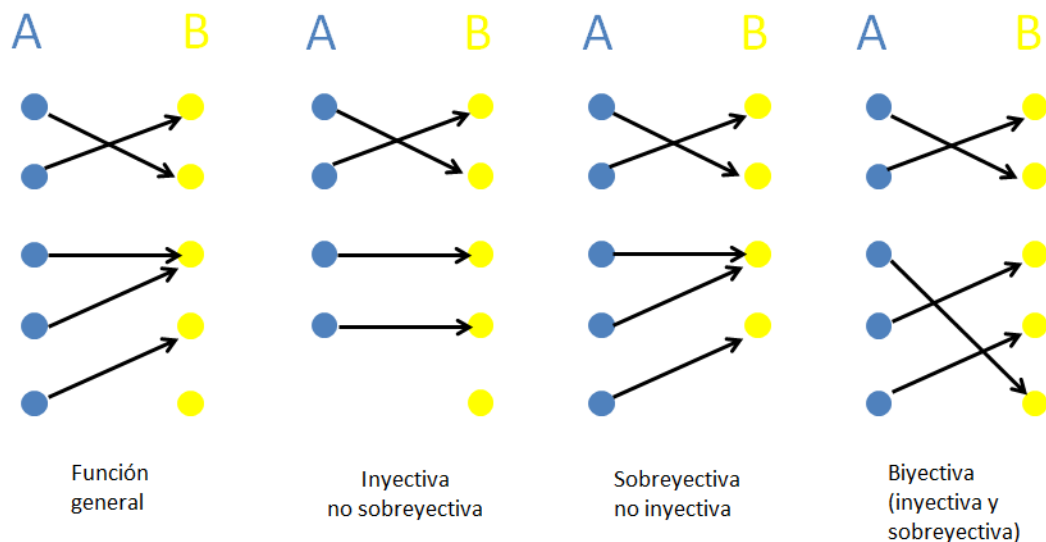 A B A B A B A B
Función
general
Inyectiva
no sobreyectiva
Sobreyectiva
no inyectiva
Biyectiva
(inyectiva y
sobreyectiva)